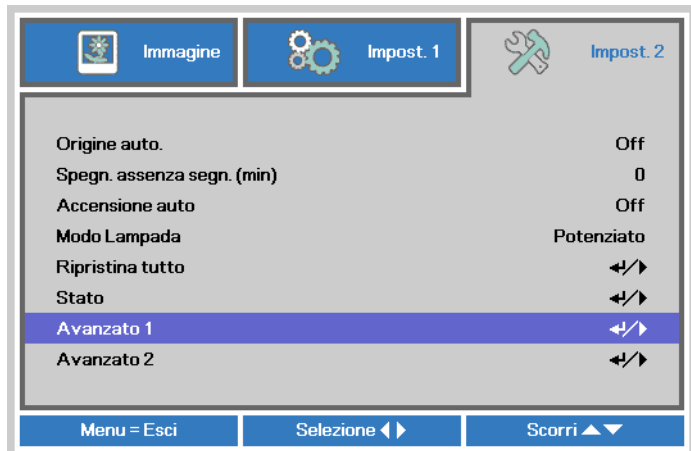 Immagine Impost. 1 Impost. 2
Origine auto. Off
Spegn. assenza segn. (min) 0
Accensione auto Off
Modo Lampada Potenziato
Ripristina tutto ↵/▶
Stato ↵/▶
Avanzato 1 ↵/▶
Avanzato 2 ↵/▶
Menu = Esci Selezione ◀▶ Scorri ▲▼